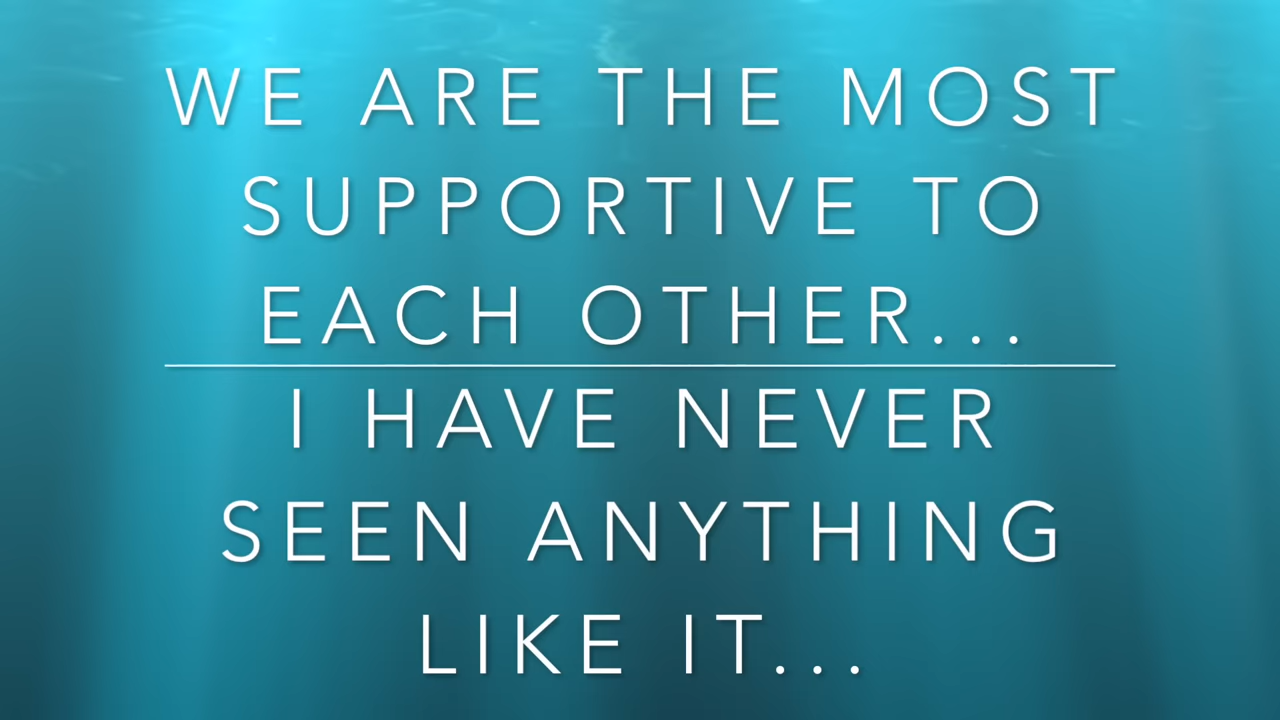 WE ARE THE MOST
SUPPORTIVE TO
EACH OTHER...
I HAVE NEVER
SEEN ANYTHING
LIKE IT...